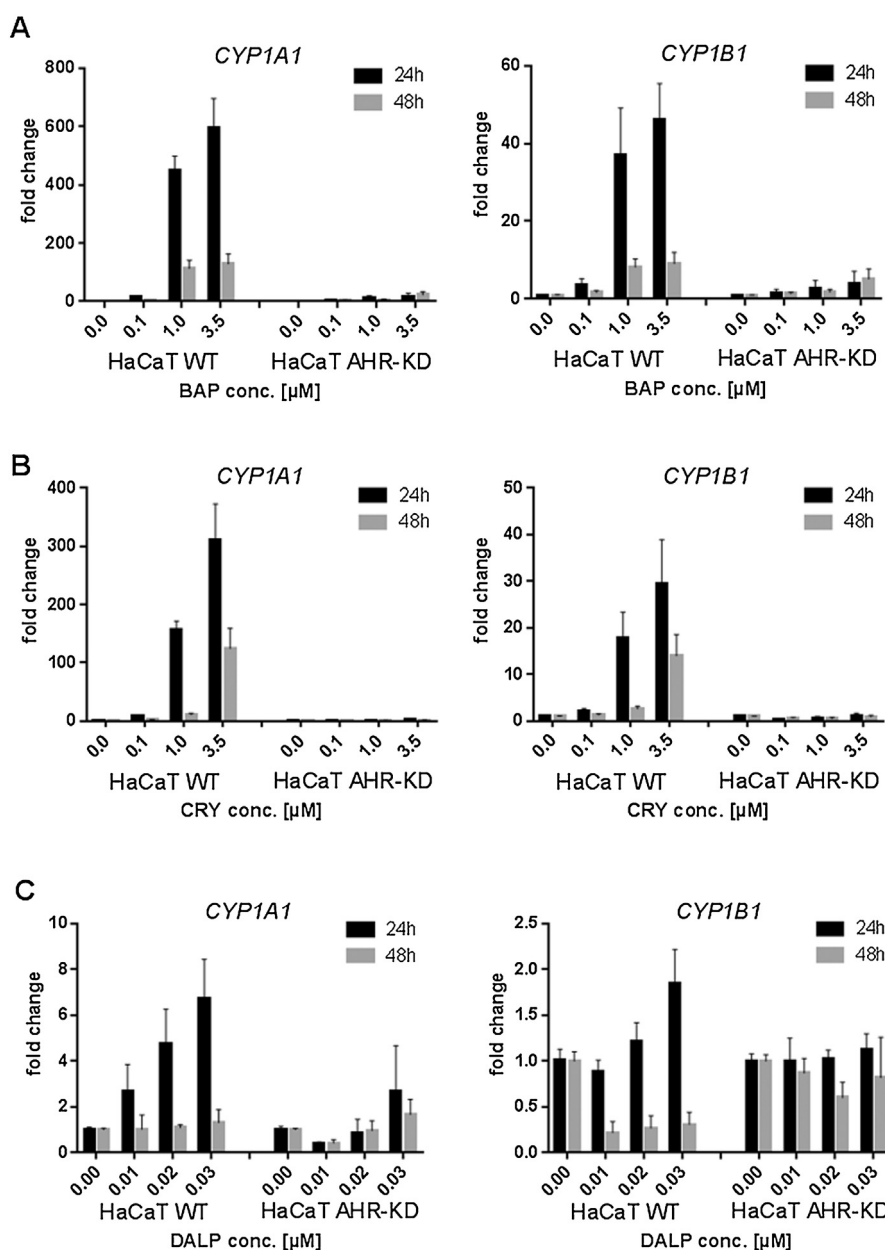 A
CYP1A1
24h
48h
fold change
800
600
400
200
0
0.0 0.1 1.0 3.5 0.0 0.1 1.0 3.5
HaCaT WT HaCaT AHR-KD
BAP conc. [µM]
CYP1B1
24h
48h
fold change
60
40
20
0
0.0 0.1 1.0 3.5 0.0 0.1 1.0 3.5
HaCaT WT HaCaT AHR-KD
BAP conc. [µM]
B
CYP1A1
24h
48h
fold change
400
300
200
100
0
0.0 0.1 1.0 3.5 0.0 0.1 1.0 3.5
HaCaT WT HaCaT AHR-KD
CRY conc. [µM]
CYP1B1
24h
48h
fold change
50
40
30
20
10
0
0.0 0.1 1.0 3.5 0.0 0.1 1.0 3.5
HaCaT WT HaCaT AHR-KD
CRY conc. [µM]
C
CYP1A1
24h
48h
fold change
10
8
6
4
2
0
0.00 0.01 0.02 0.03 0.00 0.01 0.02 0.03
HaCaT WT HaCaT AHR-KD
DALP conc. [µM]
CYP1B1
24h
48h
fold change
2.5
2.0
1.5
1.0
0.5
0.0
0.00 0.01 0.02 0.03 0.00 0.01 0.02 0.03
HaCaT WT HaCaT AHR-KD
DALP conc. [µM]